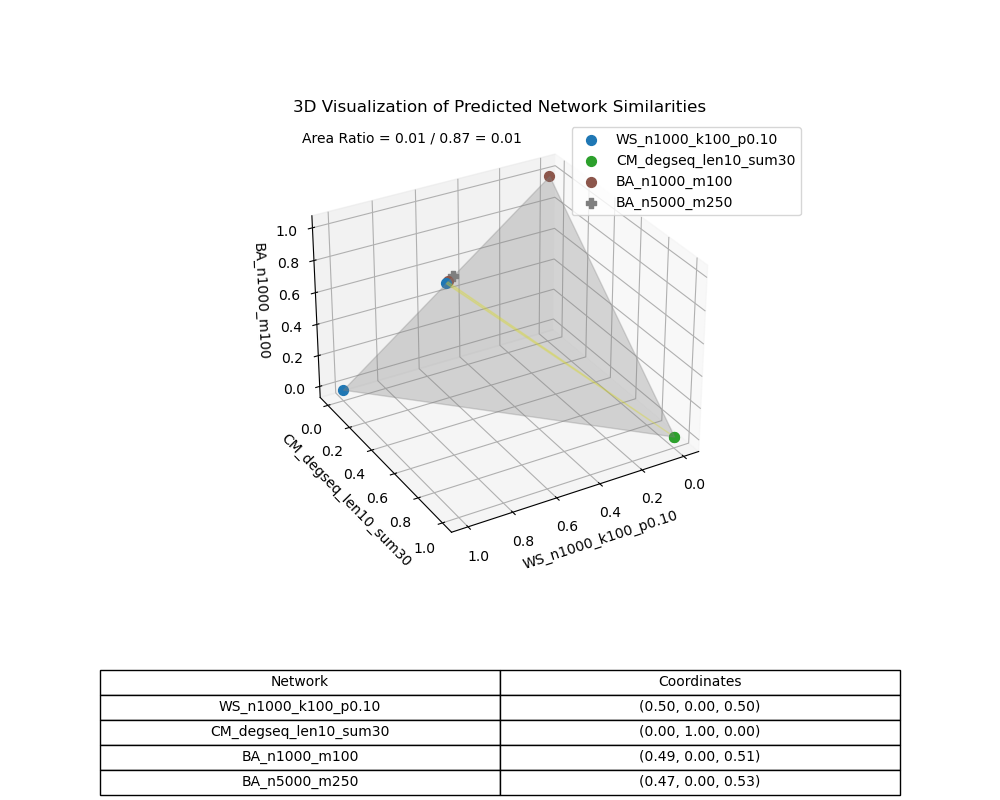 3D Visualization of Predicted Network Similarities
Area Ratio = 0.01 / 0.87 = 0.01
WS_n1000_k100_p0.10
CM_degseq_len10_sum30
BA_n1000_m100
BA_n5000_m250
1.0
0.8
0.6
0.4
0.2
0.0
BA_n1000_m100
0.0
0.2
0.4
0.6
0.8
1.0
CM_degseq_len10_sum30
1.0
0.8
0.6
0.4
0.2
0.0
WS_n1000_k100_p0.10
Network Coordinates
WS_n1000_k100_p0.10 (0.50, 0.00, 0.50)
CM_degseq_len10_sum30 (0.00, 1.00, 0.00)
BA_n1000_m100 (0.49, 0.00, 0.51)
BA_n5000_m250 (0.47, 0.00, 0.53)